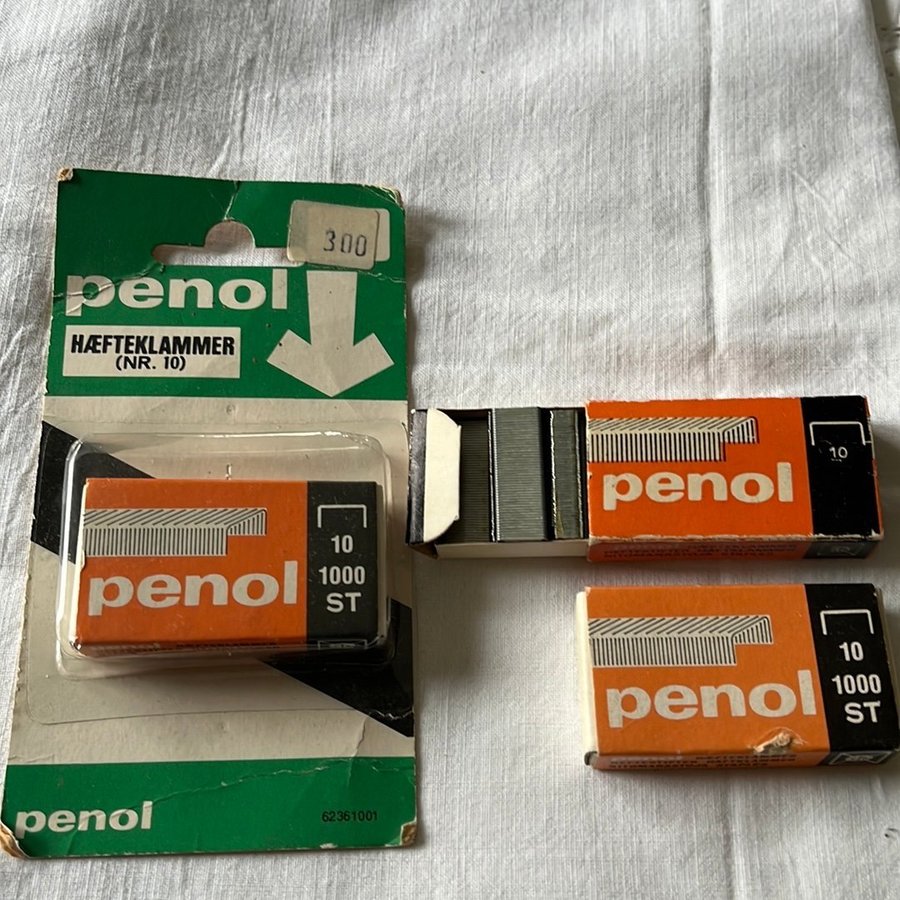 300
penol
HÆFTEKLAMMER
(NR. 10)
10
1000
ST
penol
penol
62361001
10
penol
10
1000
ST
penol